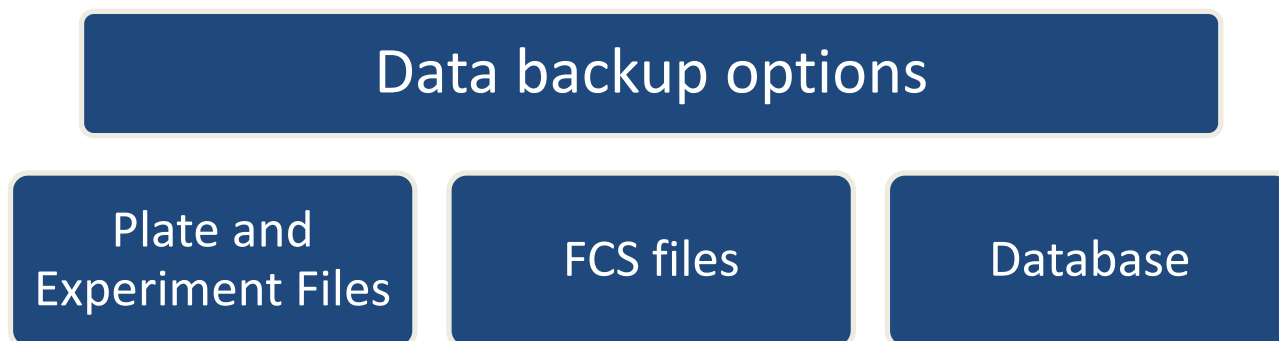 Data backup options
Plate and
Experiment Files
FCS files
Database